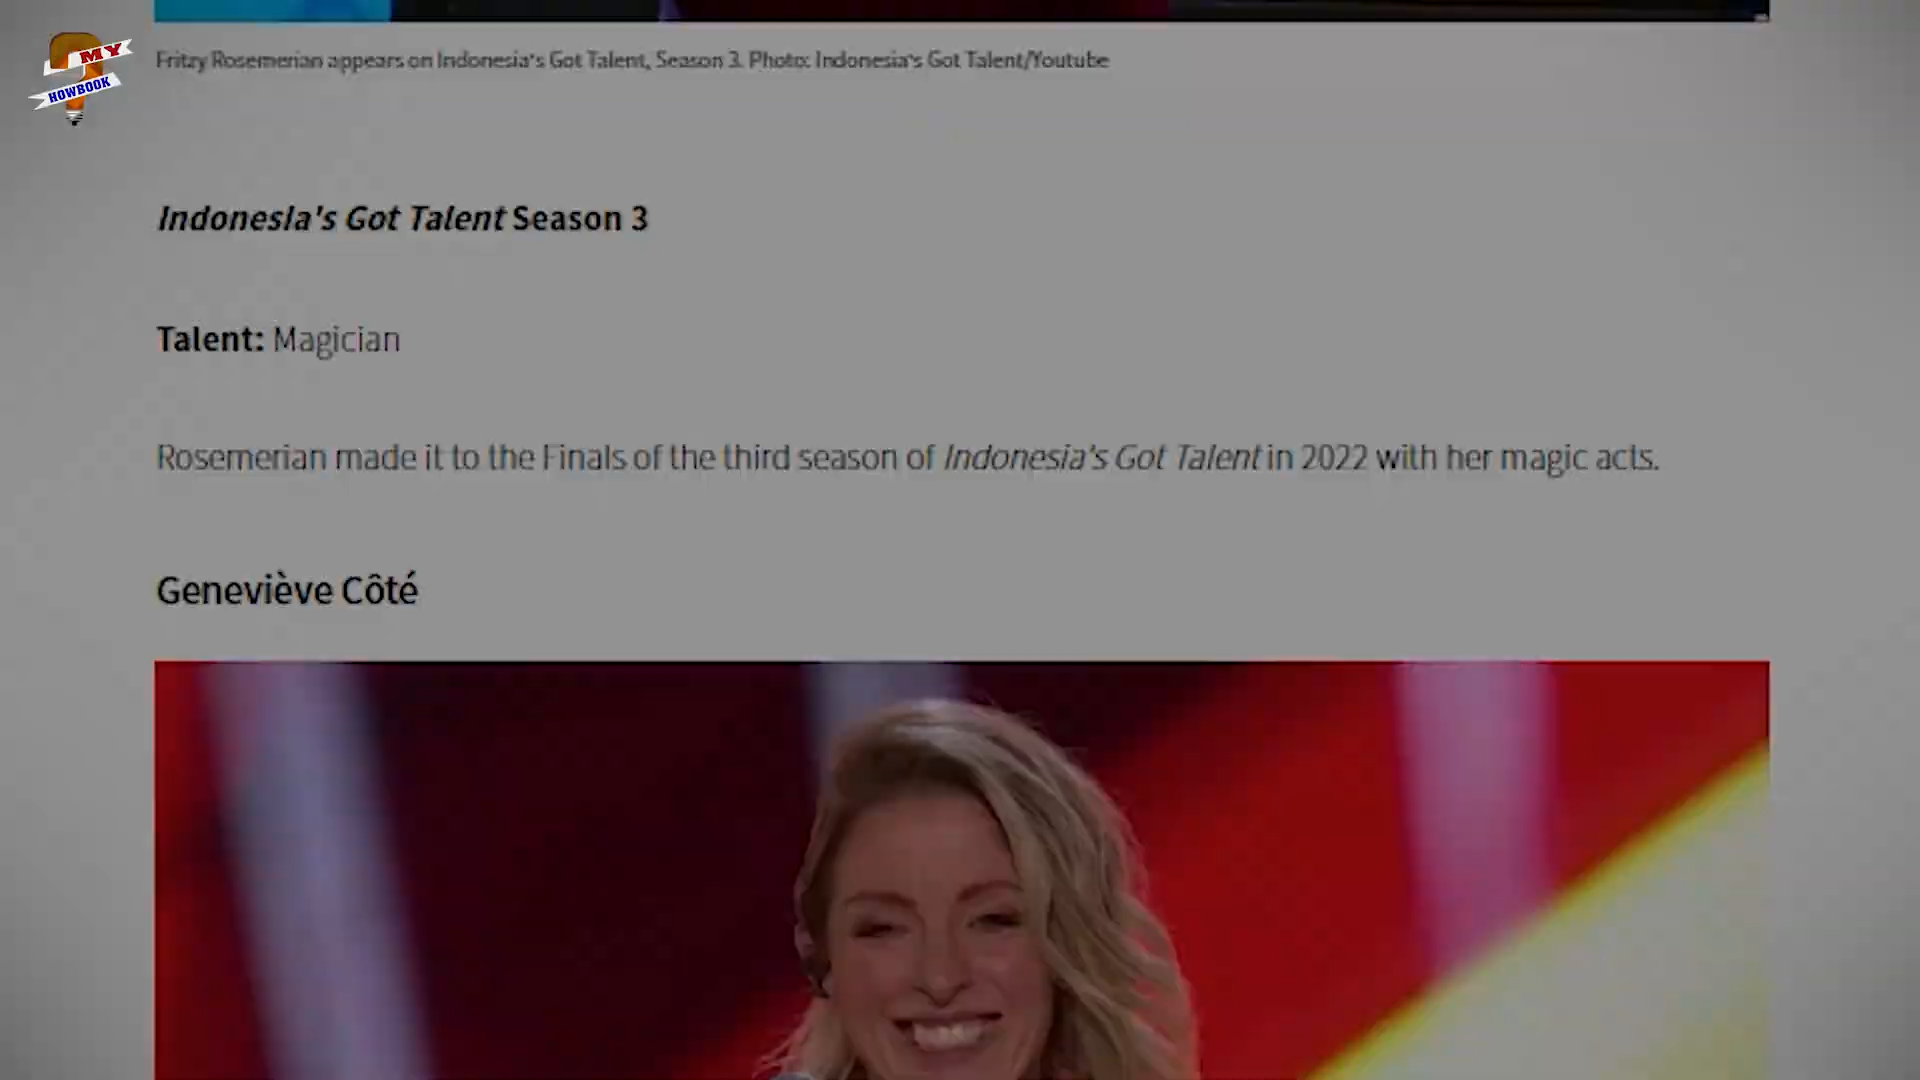 MY
HOWBOOK
Fritzy Rosemerian appears on Indonesia's Got Talent, Season 3. Photo: Indonesia's Got Talent/Youtube
Indonesia's Got Talent Season 3
Talent: Magician
Rosemerian made it to the Finals of the third season of Indonesia's Got Talent in 2022 with her magic acts.
Geneviève Côté